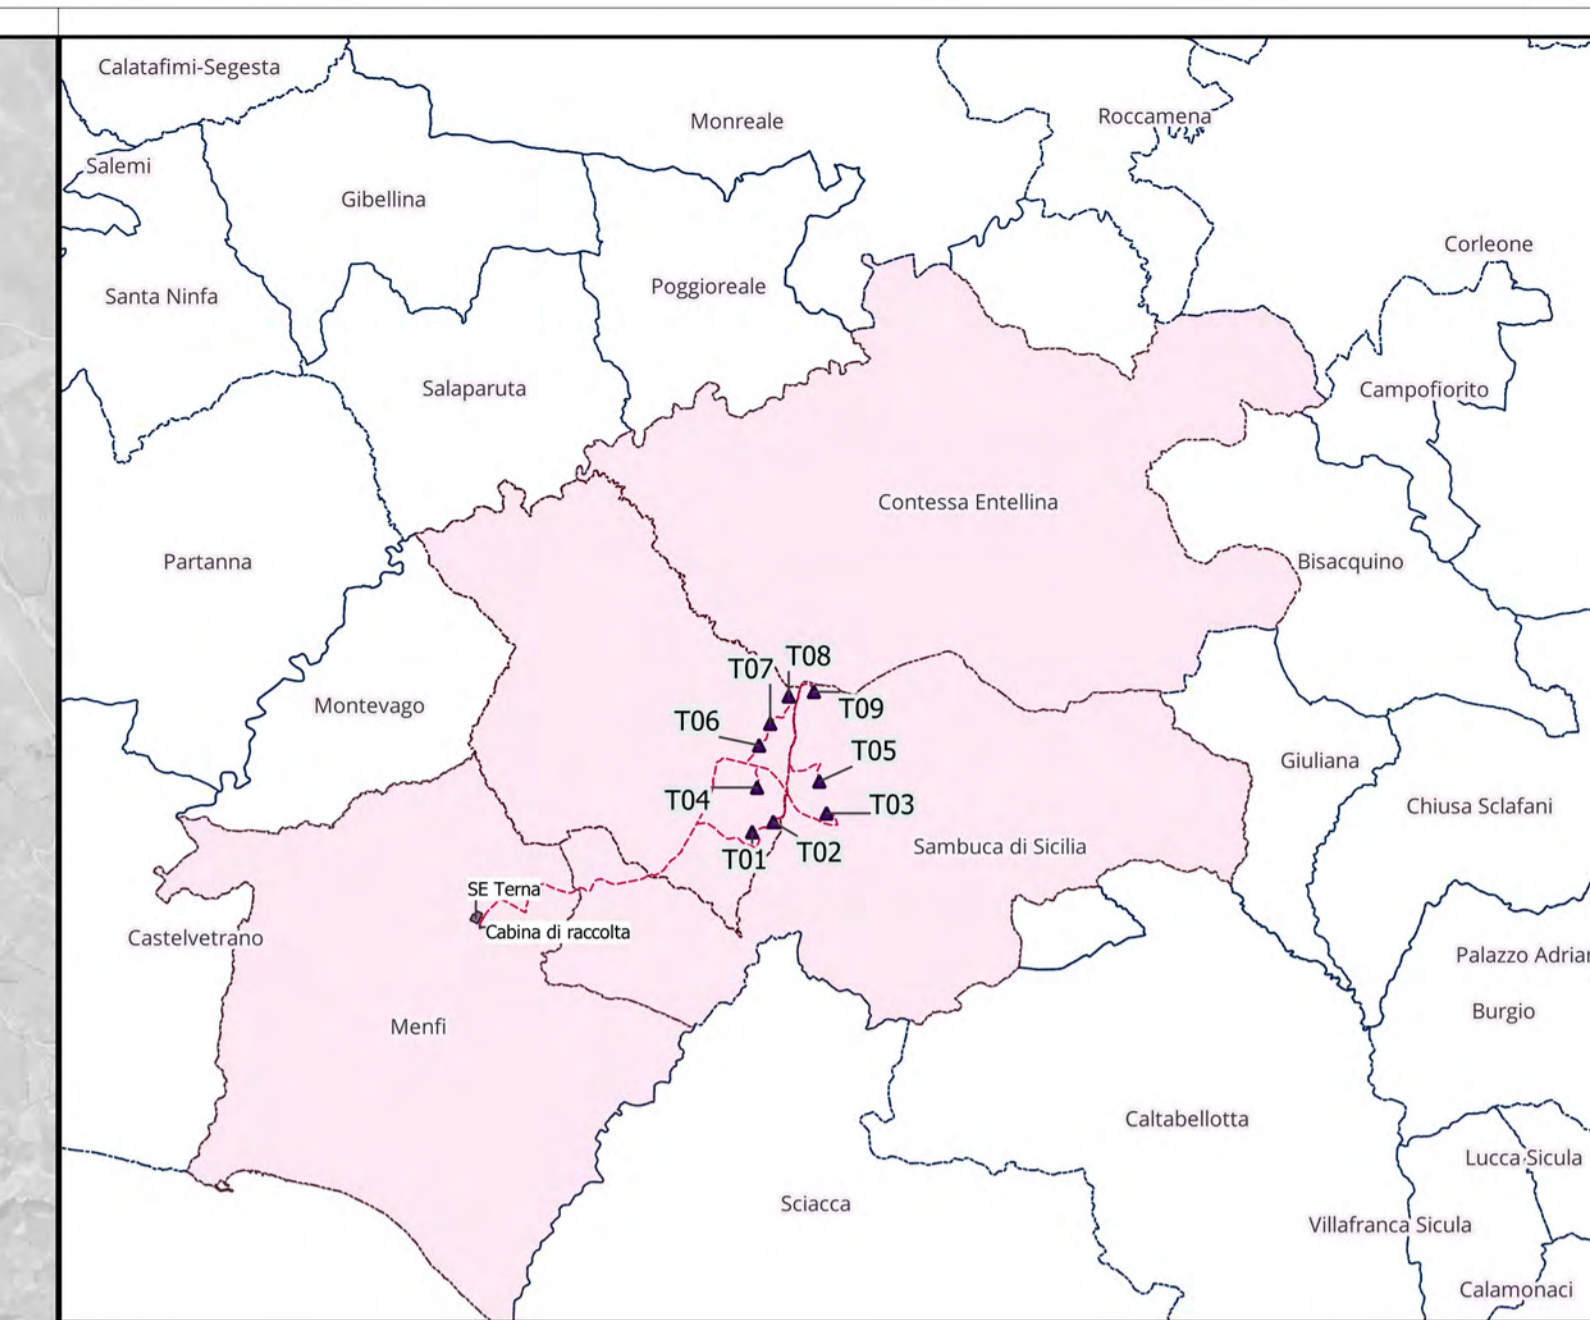 Calatafimi-Segesta
Monreale
Roccamena
Salemi
Gibellina
Corleone
Santa Ninfa
Poggioreale
Salaparuta
Campofiorito
Contessa Entellina
Partanna
Bisacquino
T08
T07
Montevago
T09
T06
T05
Giuliana
T04
T03
Chiusa Sclafani
Sambuca di Sicilia
T02
T01
SE Terna
Cabina di raccolta
Castelvetrano
Palazzo Adrian
Burgio
Menfi
Caltabellotta
Lucca Sicula
Sciacca
Villafranca Sicula
Calamonaci